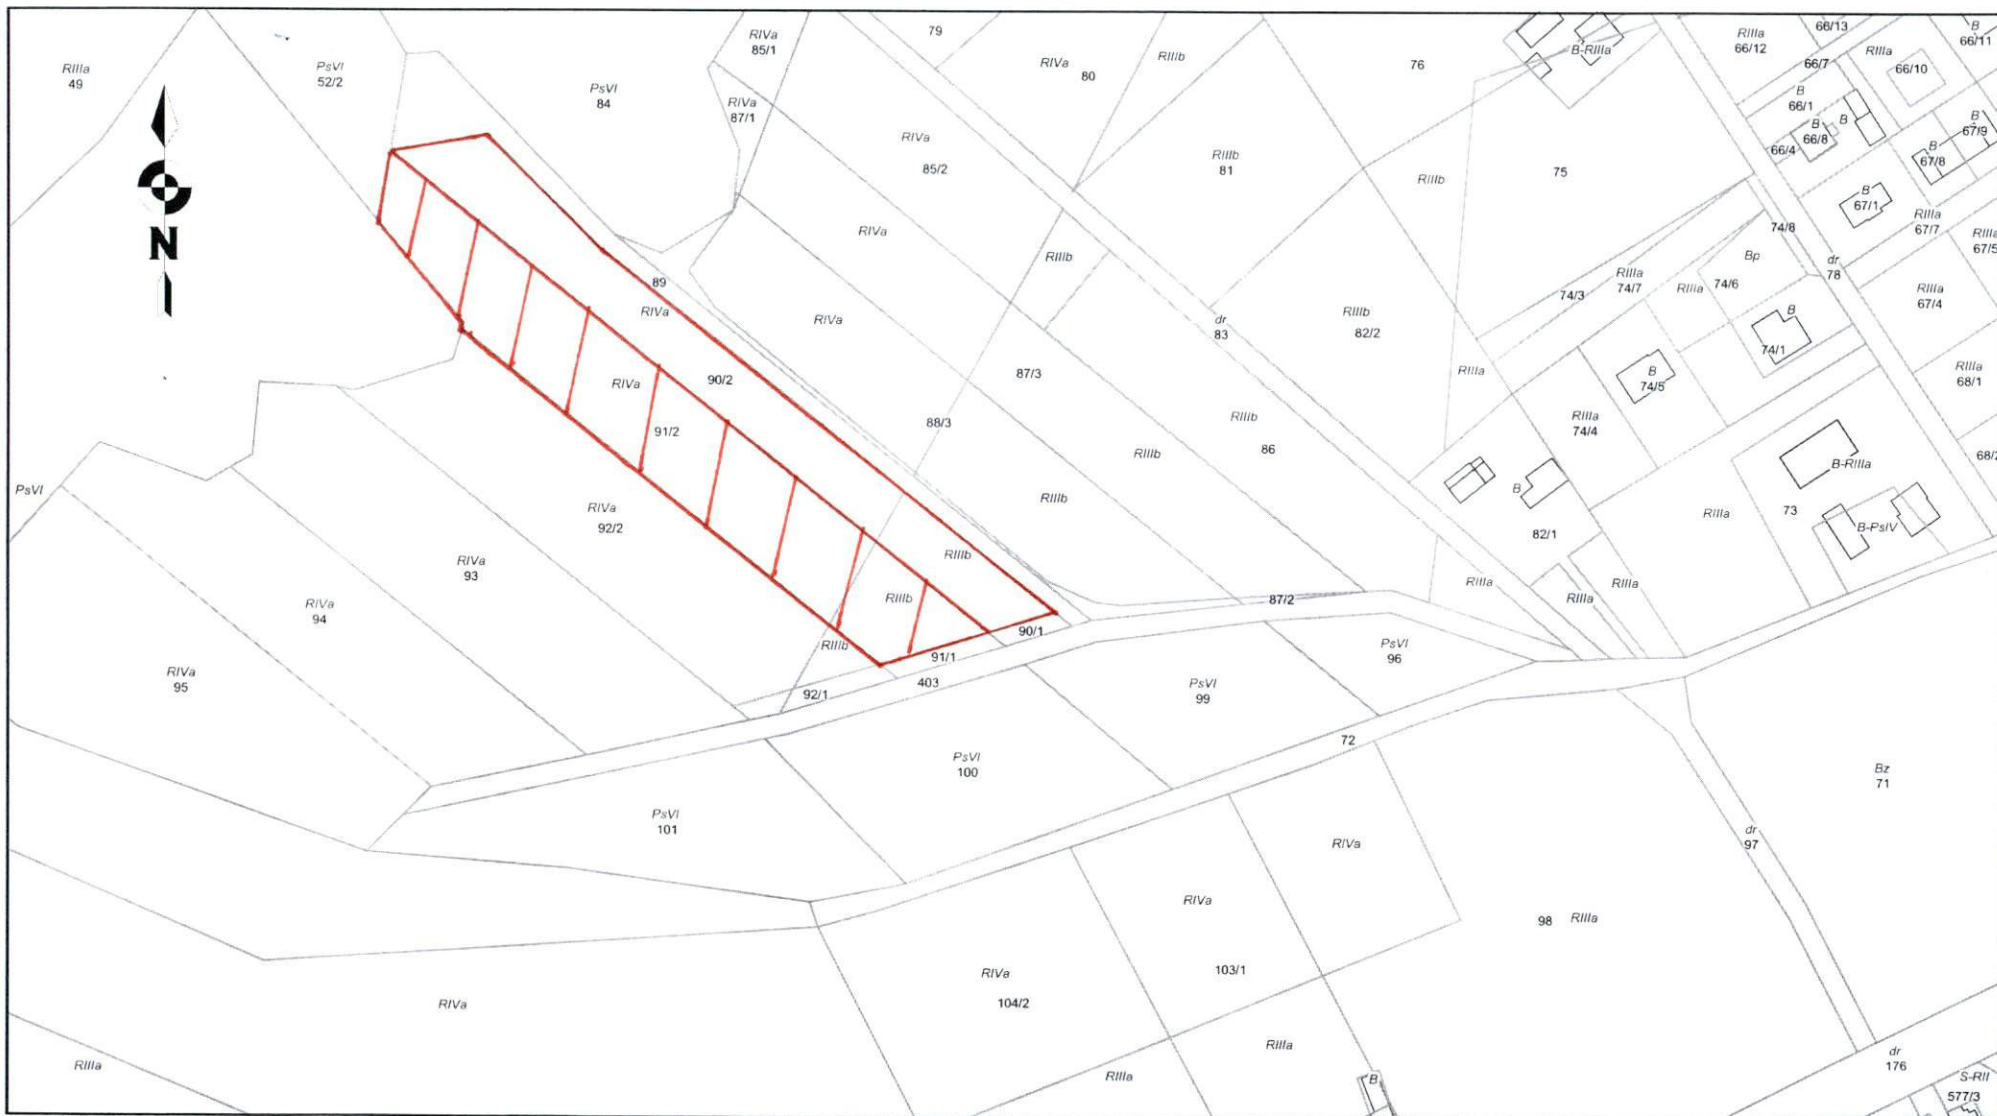 RIIIa
49
PsVI
52/2
PsVI
84
RIVa
85/1
RIVa
87/1
79
RIVa
80
RIIIb
76
B-RIIIa
RIIIa
66/12
66/13
66/7
RIIIa
66/10
B
66/11
B
66/1
B
66/8
B
66/4
B
67/9
B
67/8
B
67/1
RIIIa
67/7
RIIIa
67/5
RIVa
85/2
RIIIb
81
RIIIb
75
N
RIVa
RIIIb
74/8
Bp
dr
78
RIIIa
74/7
RIIIa
74/6
74/3
RIIIa
67/4
89
RIVa
RIVa
dr
83
RIIIb
82/2
B
74/1
RIVa
90/2
87/3
RIIIa
B
74/5
RIIIa
68/1
91/2
88/3
RIIIb
86
RIIIa
74/4
RIIIb
68/2
B-RIIIa
PsVI
RIVa
92/2
RIIIb
B
RIIIa
73
B-PsIV
82/1
RIVa
93
RIIIb
RIIIa
RIIIa
RIIIa
RIVa
94
RIIIb
87/2
90/1
RIIIb
91/1
PsVI
96
RIVa
95
403
92/1
PsVI
99
72
PsVI
100
Bz
71
PsVI
101
RIVa
dr
97
RIVa
98
RIIIa
RIVa
104/2
103/1
RIVa
RIIIa
RIIIa
RIIIa
B
dr
176
S-RII
577/3